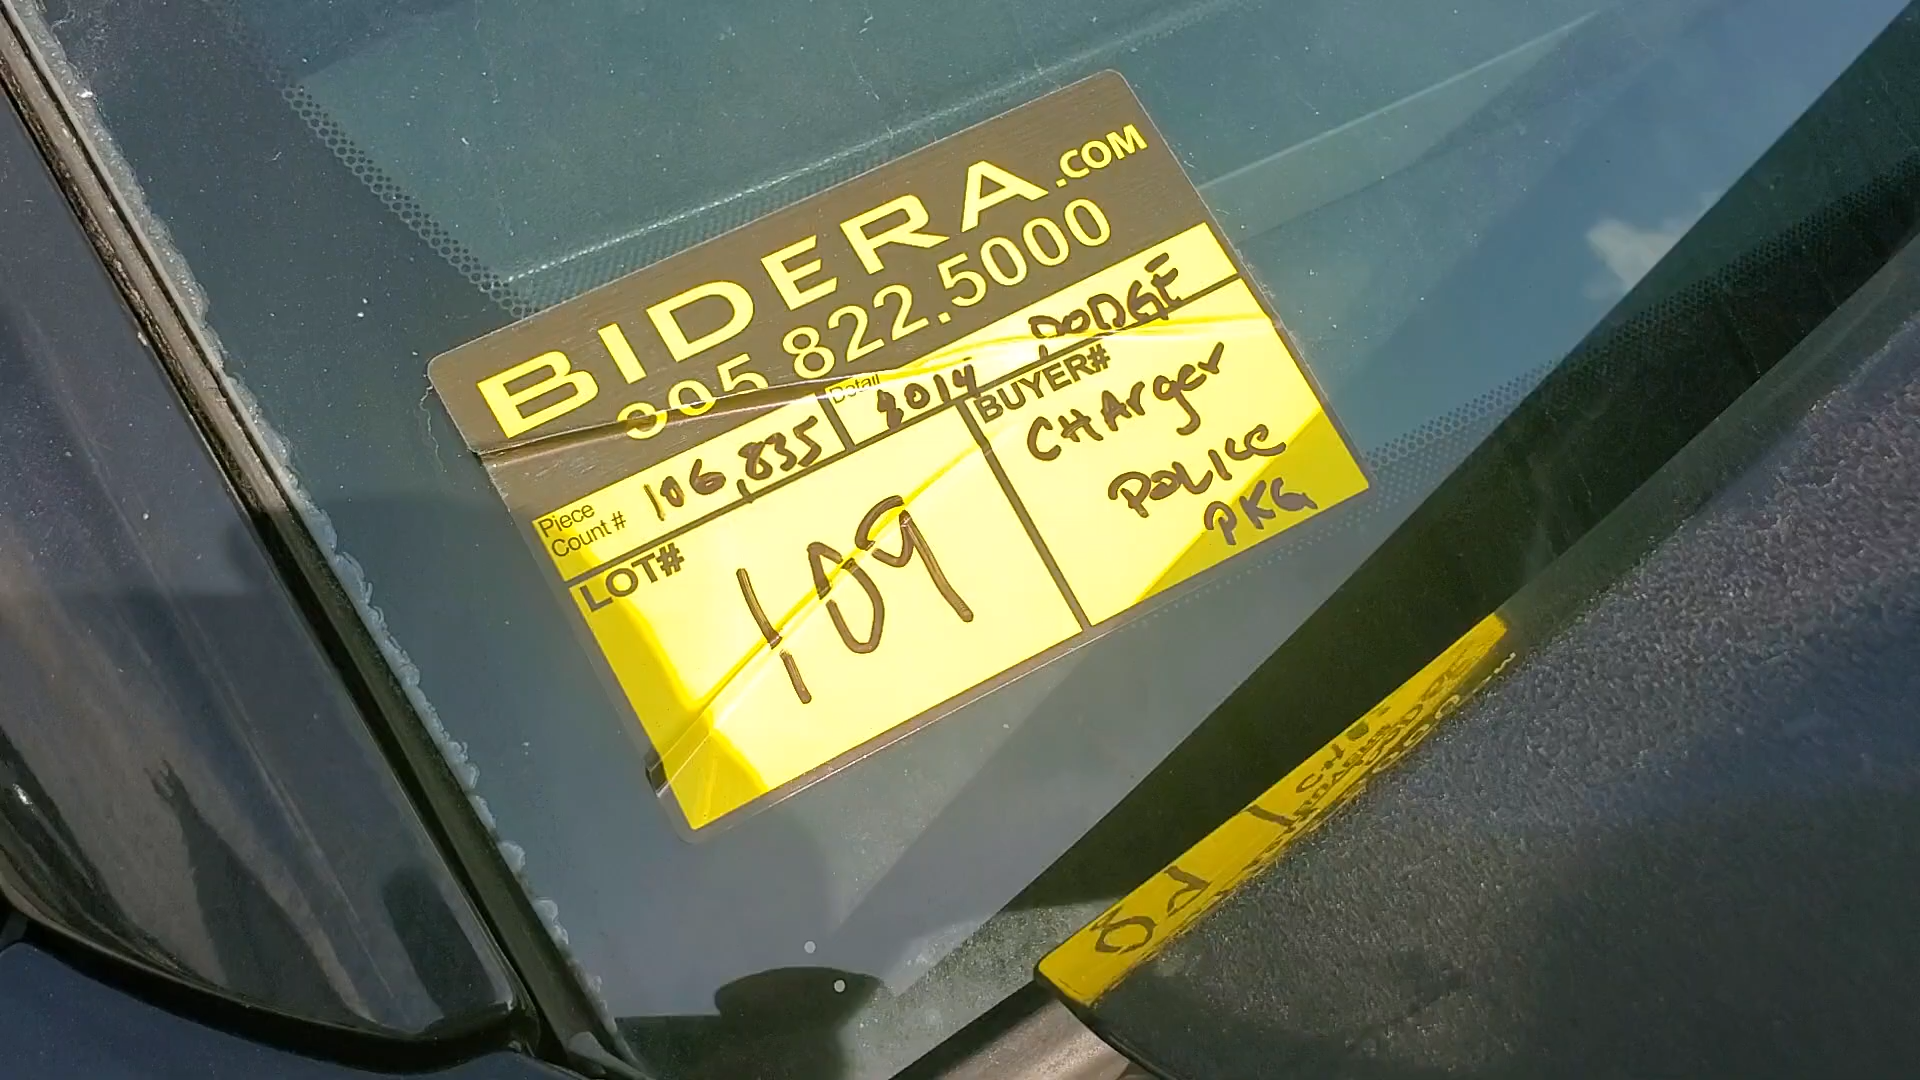 BIDERA.COM
305.822.5000
Piece Count # 106,835
Detail 2014 DODGE
LOT# 109
BUYER# CHArger
POLICE
PKG